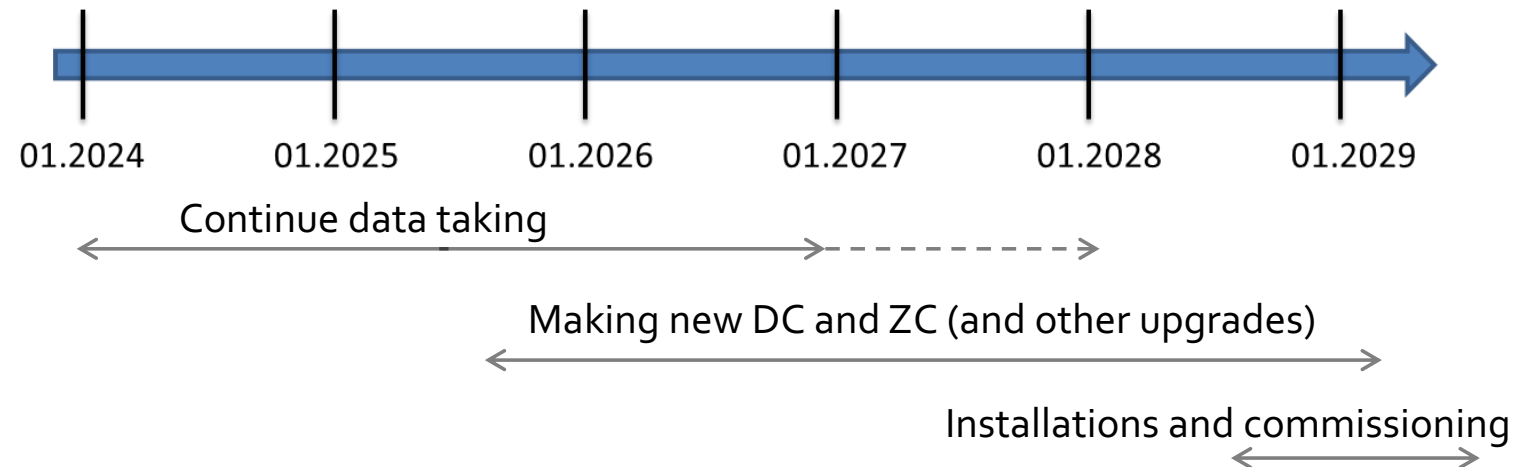 01.2024 01.2025 01.2026 01.2027 01.2028 01.2029
Continue data taking
Making new DC and ZC (and other upgrades)
Installations and commissioning